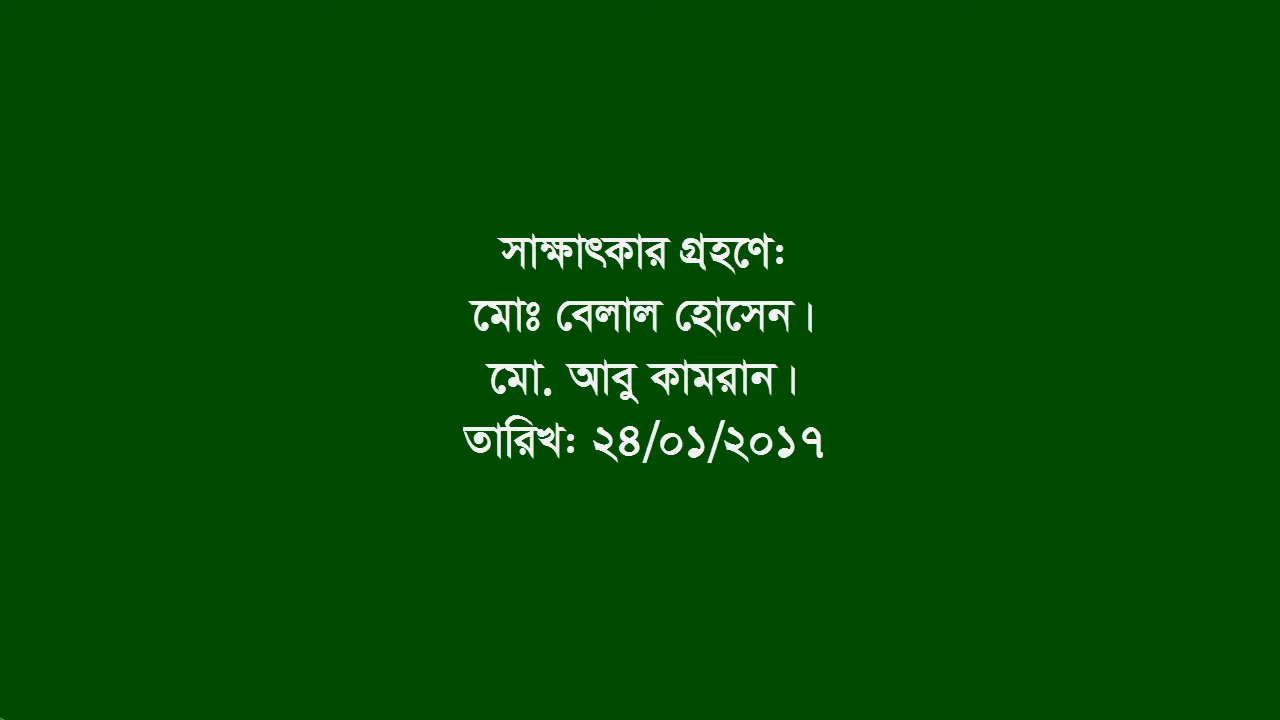 সাক্ষাৎকার গ্রহণে:
মোঃ বেলাল হোসেন।
মো. আবু কামরান।
তারিখ: ২৪/০১/২০১৭